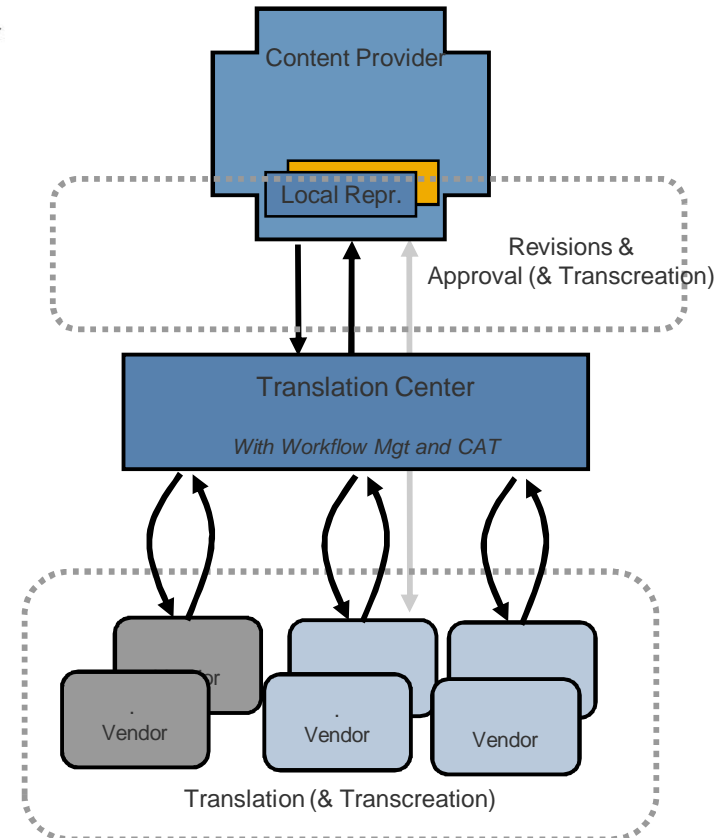 Content Provider
Local Repr.
Revisions &
Approval (& Transcreation)
Translation Center
With Workflow Mgt and CAT
.
Vendor
.
Vendor
Vendor
Translation (& Transcreation)